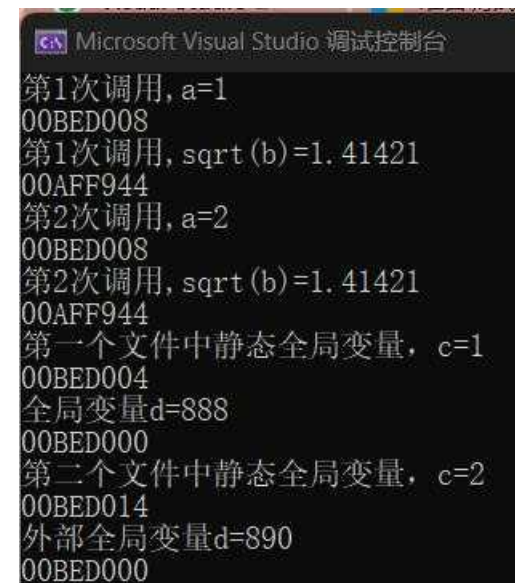 Microsoft Visual Studio 调试控制台
第1次调用,a=1
00BED008
第1次调用,sqrt(b)=1.41421
00AFF944
第2次调用,a=2
00BED008
第2次调用,sqrt(b)=1.41421
00AFF944
第一个文件中静态全局变量，c=1
00BED004
全局变量d=888
00BED000
第二个文件中静态全局变量，c=2
00BED014
外部全局变量d=890
00BED000